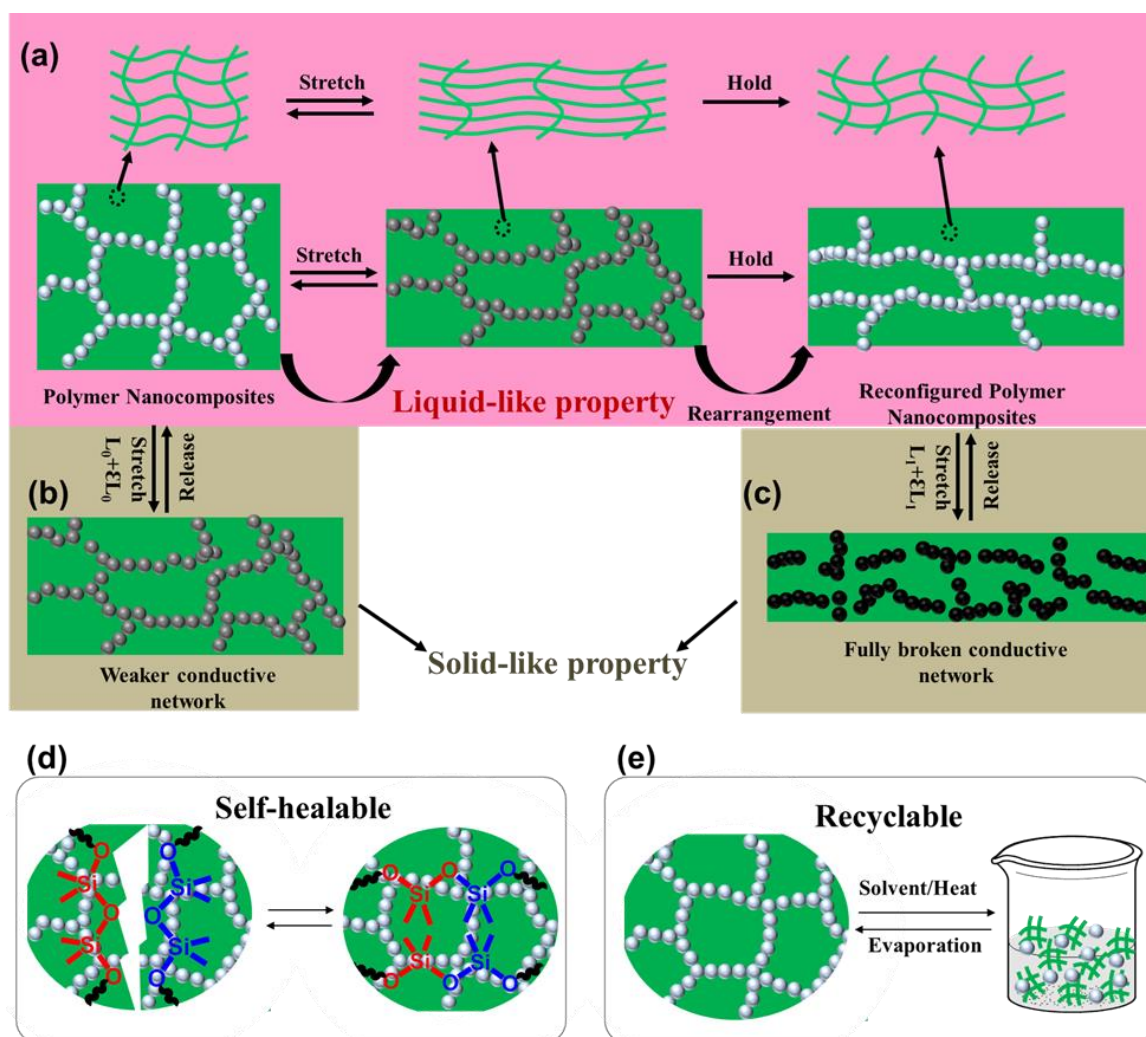 (a)
Stretch
Hold
Stretch
Hold
Polymer Nanocomposites
Liquid-like property
Rearrangement
Reconfigured Polymer
Nanocomposites
Stretch
L₀+ƐL₀
Release
Stretch
L₁+ƐL₁
Release
(b)
(c)
Weaker conductive
network
Solid-like property
Fully broken conductive
network
(d)
Self-healable
O
Si
O
Si
O
O
Si
O
Si
O
O
Si
O
Si
O
O
Si
O
Si
O
(e)
Recyclable
Solvent/Heat
Evaporation